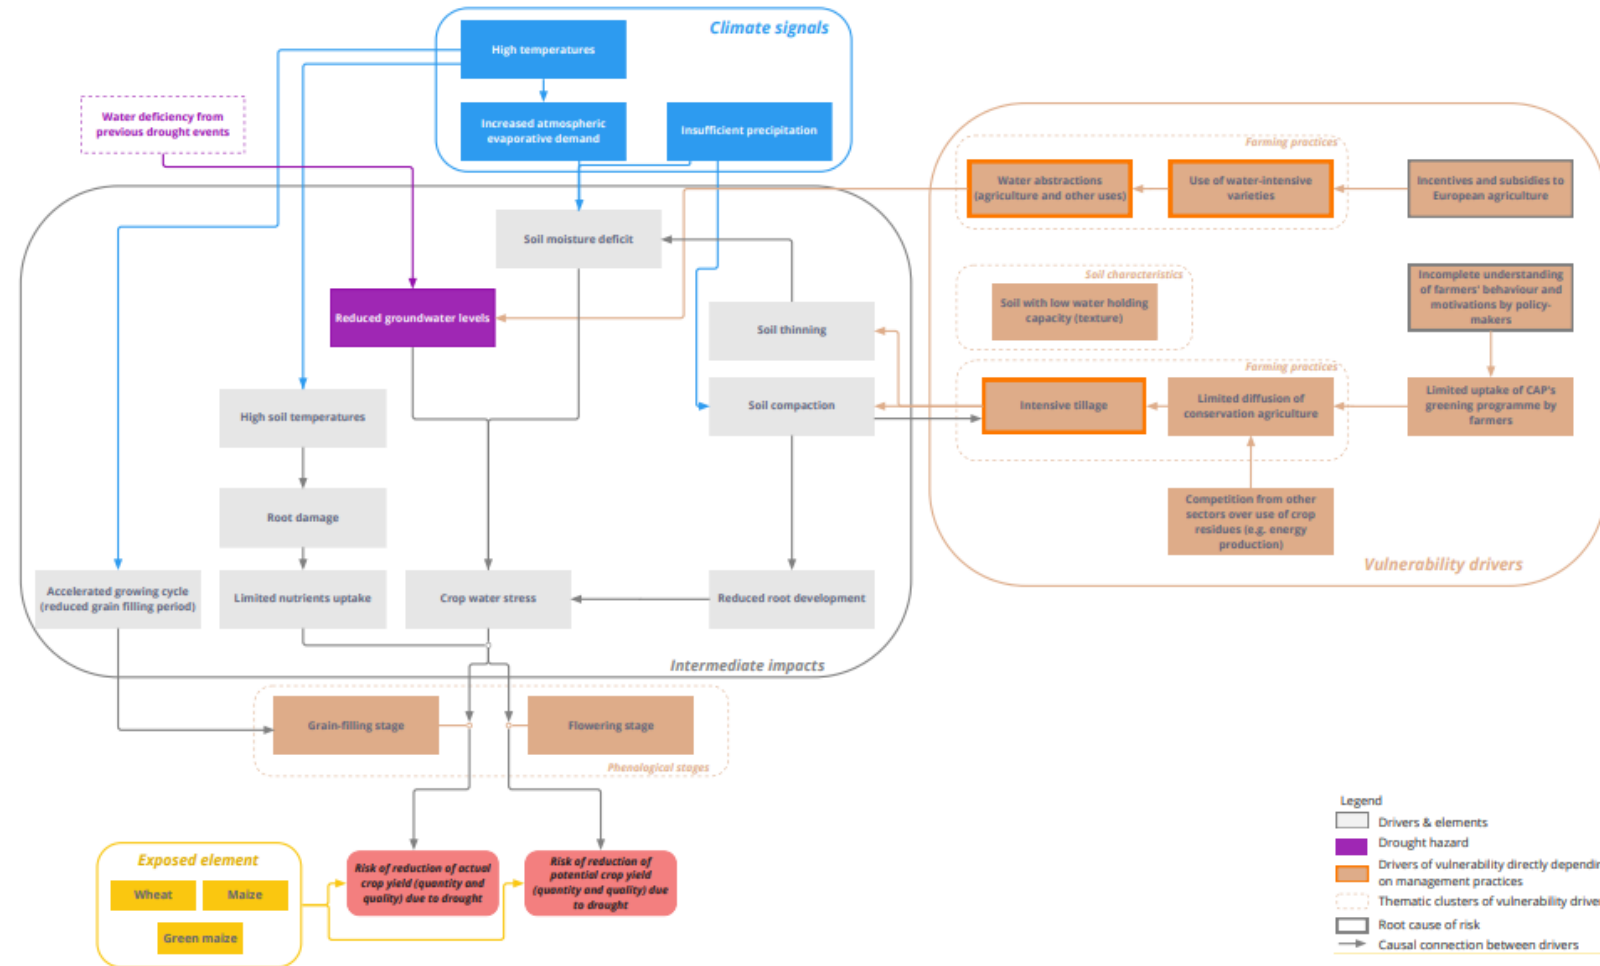 Climate signals
High temperatures
Increased atmospheric
evaporative demand
Insufficient precipitation
Water deficiency from
previous drought events
Soil moisture deficit
Reduced groundwater levels
Soil thinning
Soil compaction
High soil temperatures
Root damage
Accelerated growing cycle
(reduced grain filling period)
Limited nutrients uptake
Crop water stress
Reduced root development
Intermediate impacts
Farming practices
Water abstractions
(agriculture and other uses)
Use of water-intensive
varieties
Incentives and subsidies to
European agriculture
Soil characteristics
Soil with low water holding
capacity (texture)
Incomplete understanding
of farmers' behaviour and
motivations by policy-
makers
Farming practices
Intensive tillage
Limited diffusion of
conservation agriculture
Limited uptake of CAP's
greening programme by
farmers
Competition from other
sectors over use of crop
residues (e.g. energy
production)
Vulnerability drivers
Grain-filling stage
Flowering stage
Phenological stages
Exposed element
Wheat
Maize
Green maize
Risk of reduction of actual
crop yield (quantity and
quality) due to drought
Risk of reduction of
potential crop yield
(quantity and quality) due
to drought
Legend
Drivers & elements
Drought hazard
Drivers of vulnerability directly dependin
on management practices
Thematic clusters of vulnerability driver
Root cause of risk
Causal connection between drivers